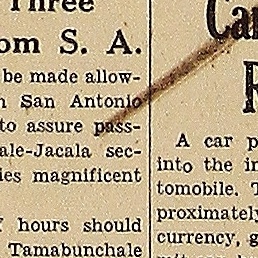 Three
om S. A.
be made allow-
n San Antonio
to assure pass-
ale-Jacala sec-
ies magnificent
hours should
Tamabunchale
Car
R
A car p
into the in
tomobile. T
proximately
currency, g